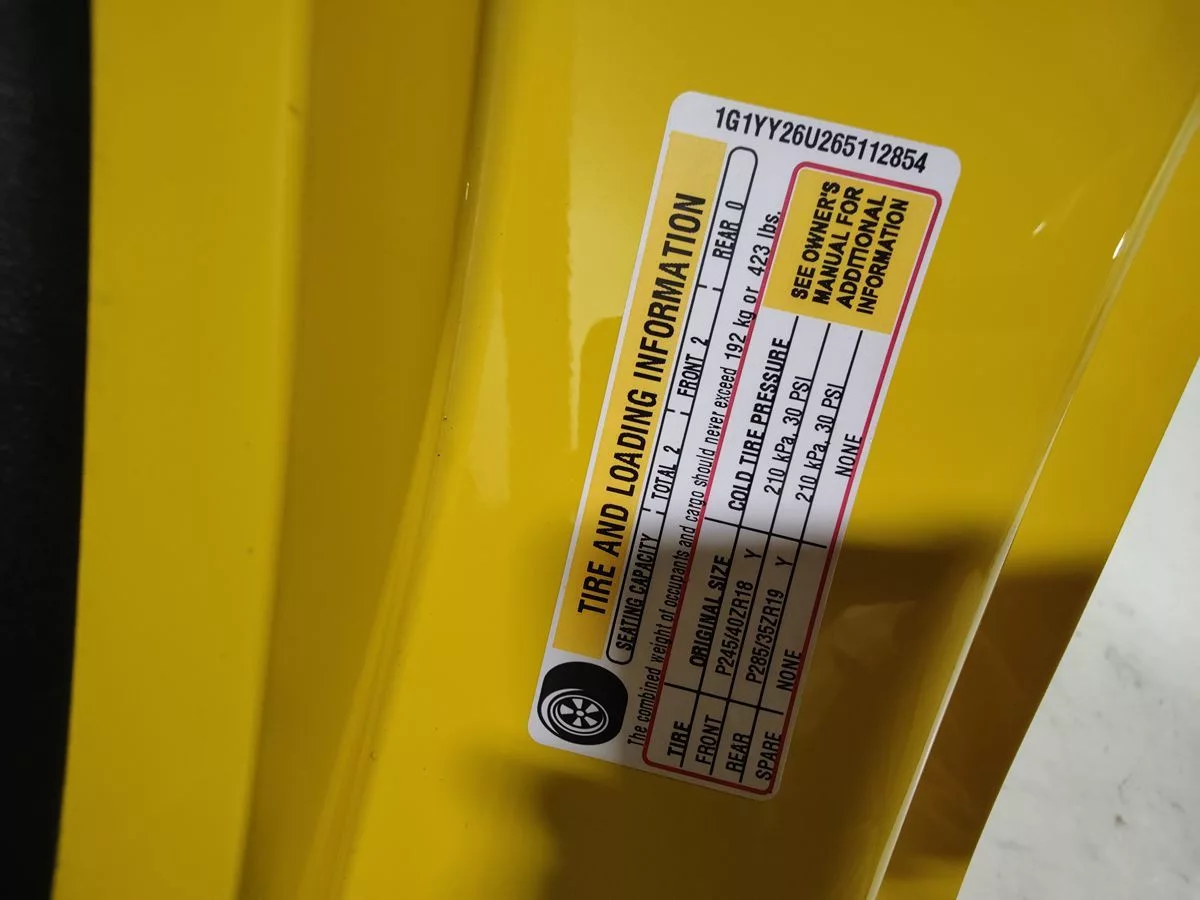 1G1YY26U265112854
TIRE AND LOADING INFORMATION
SEATING CAPACITY TOTAL 2 FRONT 2 REAR 0
The combined weight of occupants and cargo should never exceed 192 kg or 423 lbs.
TIRE ORIGINAL SIZE COLD TIRE PRESSURE
FRONT P245/40ZR18 Y 210 kPa, 30 PSI
REAR P285/35ZR19 Y 210 kPa, 30 PSI
SPARE NONE NONE
SEE OWNER'S
MANUAL FOR
ADDITIONAL
INFORMATION